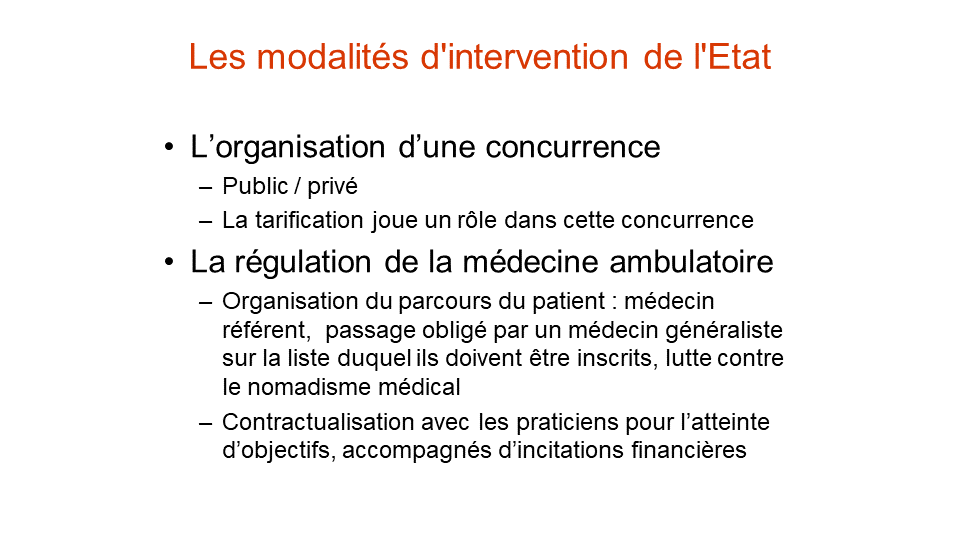 Les modalités d'intervention de l'Etat
• L’organisation d’une concurrence
– Public / privé
– La tarification joue un rôle dans cette concurrence
• La régulation de la médecine ambulatoire
– Organisation du parcours du patient : médecin
référent,  passage obligé par un médecin généraliste
sur la liste duquel ils doivent être inscrits, lutte contre
le nomadisme médical
– Contractualisation avec les praticiens pour l’atteinte
d’objectifs, accompagnés d’incitations financières